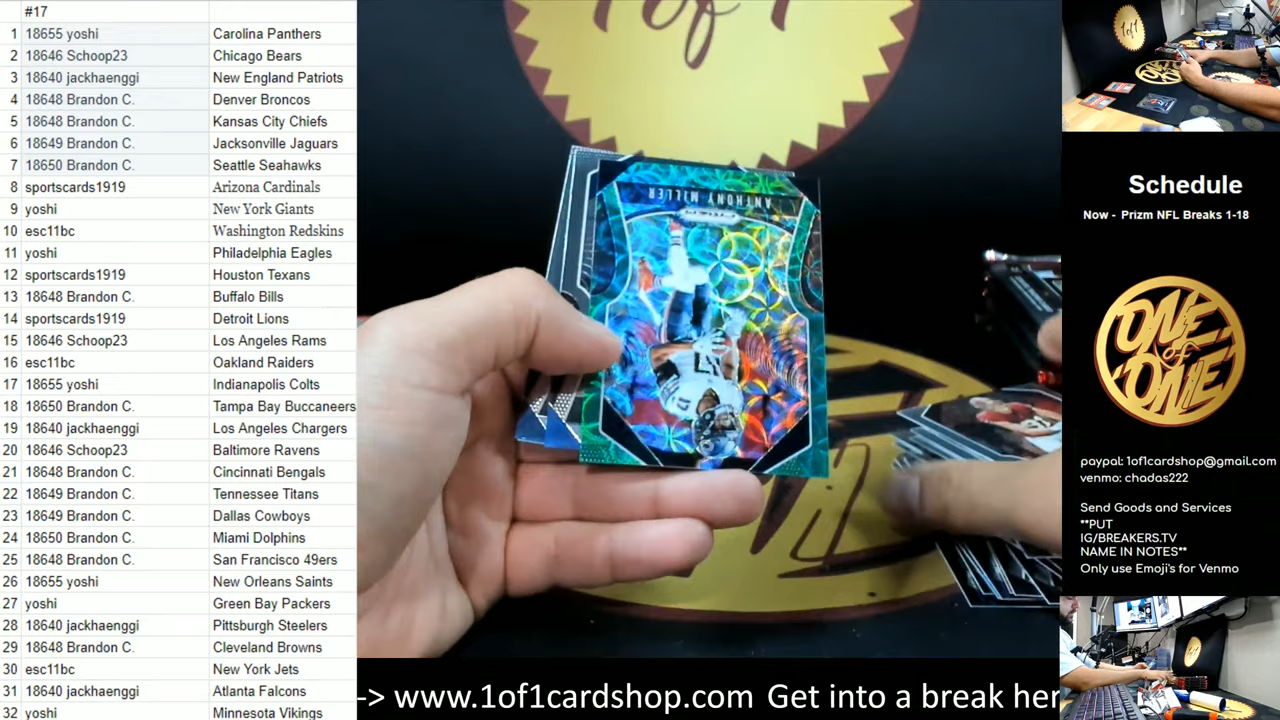 #17
1 18655 yoshi Carolina Panthers
2 18646 Schoop23 Chicago Bears
3 18640 jackhaenggi New England Patriots
4 18648 Brandon C. Denver Broncos
5 18648 Brandon C. Kansas City Chiefs
6 18649 Brandon C. Jacksonville Jaguars
7 18650 Brandon C. Seattle Seahawks
8 sportscards1919 Arizona Cardinals
9 yoshi New York Giants
10 esc11bc Washington Redskins
11 yoshi Philadelphia Eagles
12 sportscards1919 Houston Texans
13 18648 Brandon C. Buffalo Bills
14 sportscards1919 Detroit Lions
15 18646 Schoop23 Los Angeles Rams
16 esc11bc Oakland Raiders
17 18655 yoshi Indianapolis Colts
18 18650 Brandon C. Tampa Bay Buccaneers
19 18640 jackhaenggi Los Angeles Chargers
20 18646 Schoop23 Baltimore Ravens
21 18648 Brandon C. Cincinnati Bengals
22 18649 Brandon C. Tennessee Titans
23 18649 Brandon C. Dallas Cowboys
24 18650 Brandon C. Miami Dolphins
25 18648 Brandon C. San Francisco 49ers
26 18655 yoshi New Orleans Saints
27 yoshi Green Bay Packers
28 18640 jackhaenggi Pittsburgh Steelers
29 18648 Brandon C. Cleveland Browns
30 esc11bc New York Jets
31 18640 jackhaenggi Atlanta Falcons
32 yoshi Minnesota Vikings
1 of 1
ANTHONY MILLER
PRIZM
17
-> www.1of1cardshop.com Get into a break her
1of1
Schedule
Now - Prizm NFL Breaks 1-18
ONE
of
ONE
paypal: 1of1cardshop@gmail.com
venmo: chadas222
Send Goods and Services
**PUT
IG/BREAKERS.TV
NAME IN NOTES**
Only use Emoji's for Venmo